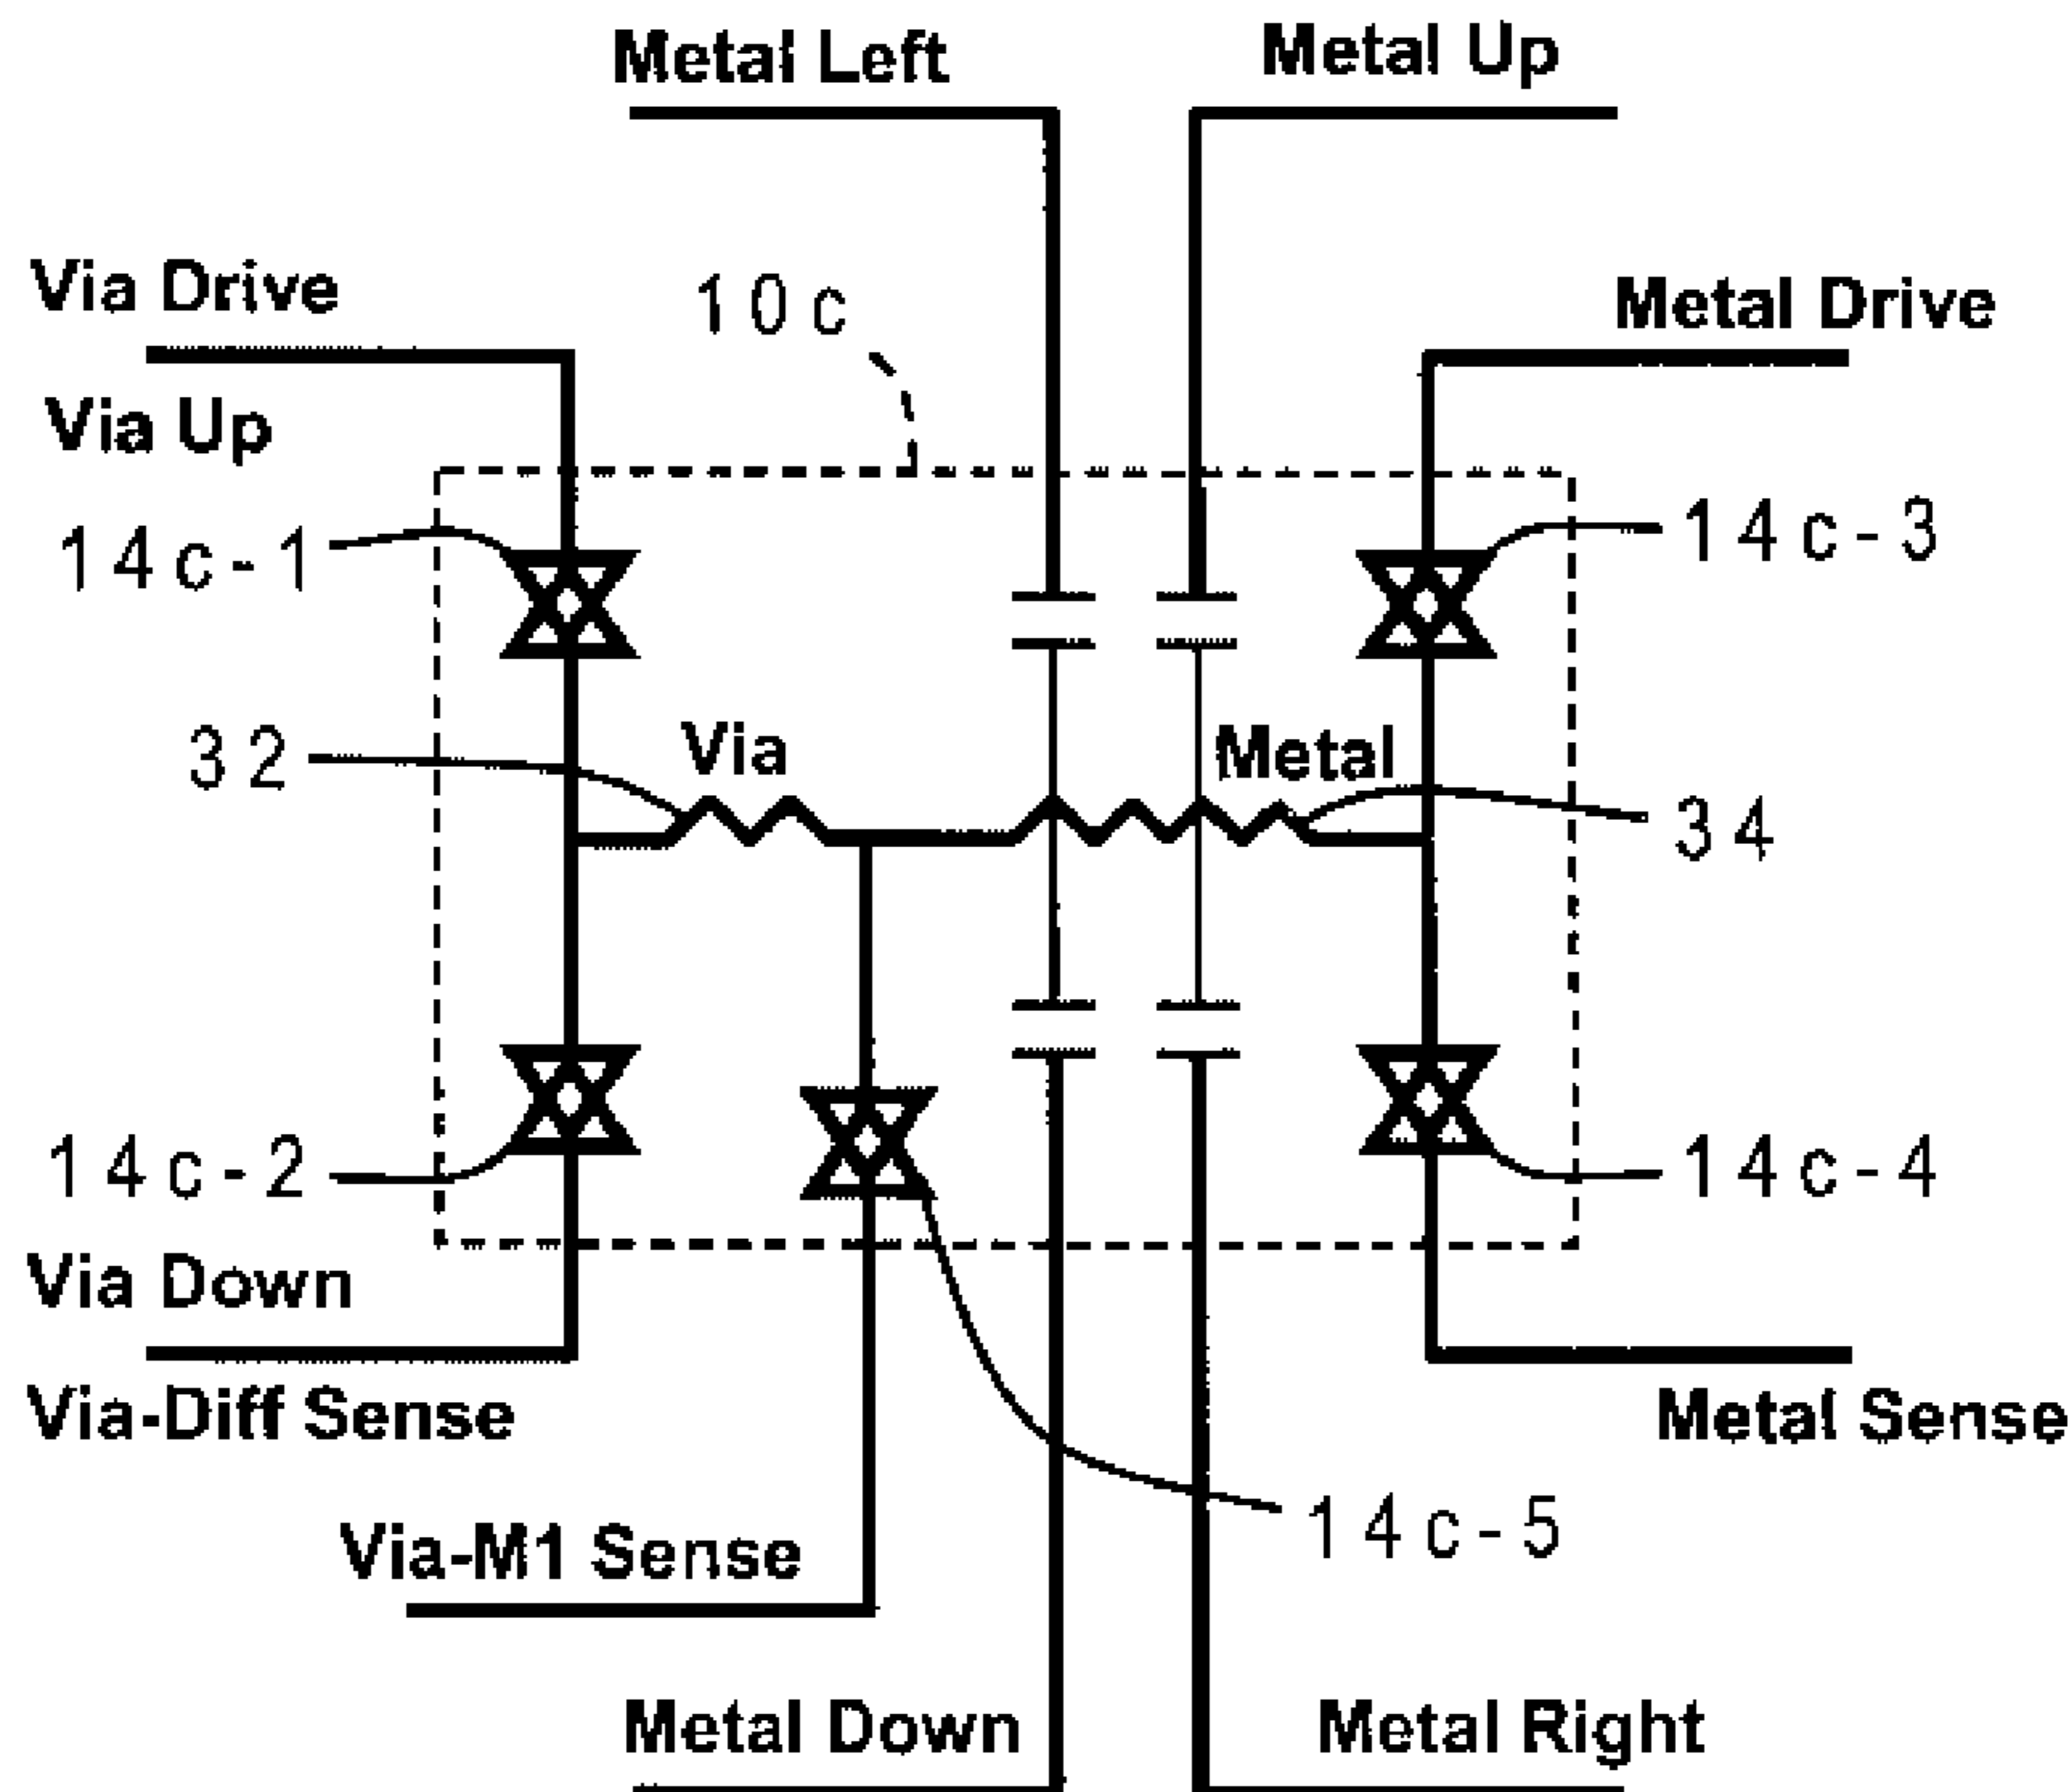 Metal Left
Metal Up
Via Drive
10c
Metal Drive
Via Up
14c-1
14c-3
Via
Metal
32
34
14c-2
14c-4
Via Down
Via-Diff Sense
Metal Sense
14c-5
Via-M1 Sense
Metal Down
Metal Right